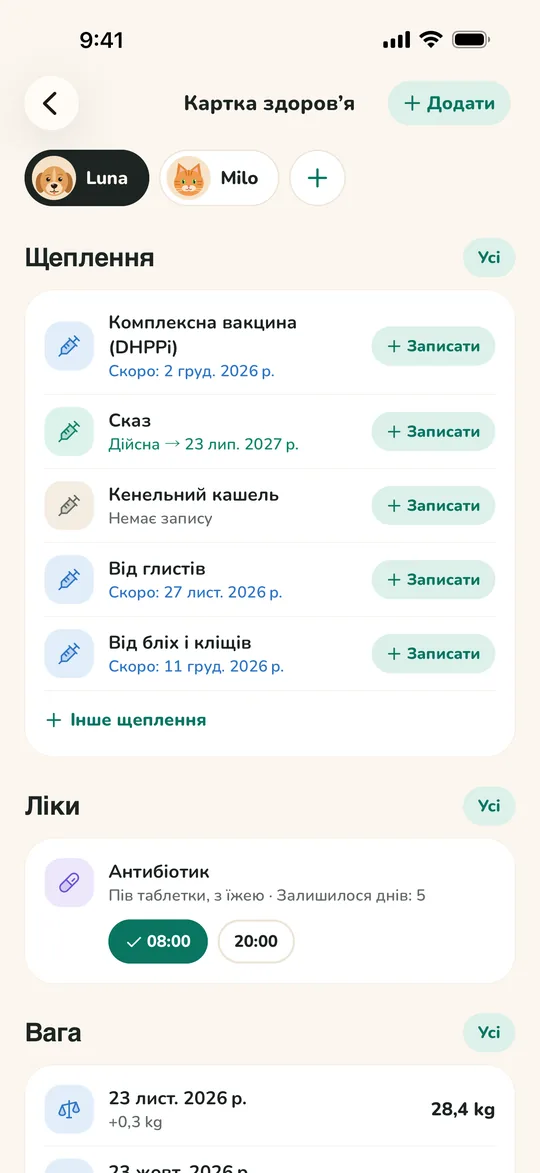 9:41
Картка здоров’я
+ Додати
Luna
Milo
+
Щеплення
Усі
Комплексна вакцина
(DHPPi)
Скоро: 2 груд. 2026 р.
+ Записати
Сказ
Дійсна → 23 лип. 2027 р.
+ Записати
Кенельний кашель
Немає запису
+ Записати
Від глистів
Скоро: 27 лист. 2026 р.
+ Записати
Від бліх і кліщів
Скоро: 11 груд. 2026 р.
+ Записати
+ Інше щеплення
Ліки
Усі
Антибіотик
Пів таблетки, з їжею · Залишилося днів: 5
✓ 08:00
20:00
Вага
Усі
23 лист. 2026 р.
+0,3 kg
28,4 kg
23 жовт. 2026 р.